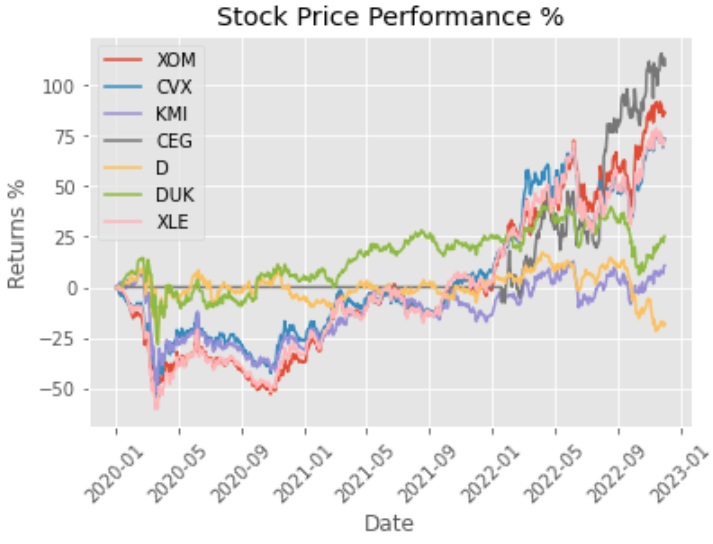 Stock Price Performance %
XOM
CVX
KMI
CEG
D
DUK
XLE
100
75
50
25
0
−25
−50
Returns %
2020-01
2020-05
2020-09
2021-01
2021-05
2021-09
2022-01
2022-05
2022-09
2023-01
Date